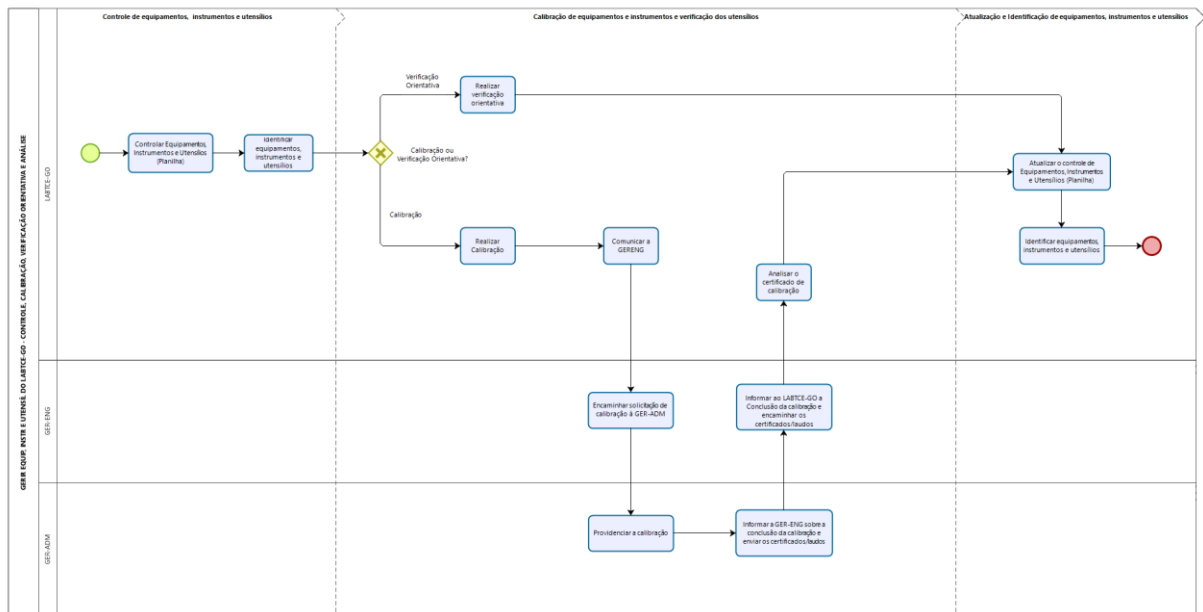 GERIR EQUIP, INSTR E UTENSÍL DO LABTCE-GO - CONTROLE, CALIBRAÇÃO, VERIFICAÇÃO ORIENTATIVA E ANÁLISE
Controle de equipamentos, instrumentos e utensílios
Calibração de equipamentos e instrumentos e verificação dos utensílios
Atualização e Identificação de equipamentos, instrumentos e utensílios
LABTCE-GO
Controlar Equipamentos,
Instrumentos e Utensílios
(Planilha)
Identificar
equipamentos,
instrumentos e
utensílios
Calibração ou
Verificação Orientativa?
Verificação
Orientativa
Realizar
verificação
orientativa
Calibração
Realizar
Calibração
Comunicar a
GERENG
Analisar o
certificado de
calibração
Atualizar o controle de
Equipamentos, Instrumentos
e Utensílios (Planilha)
Identificar equipamentos,
instrumentos e utensílios
GER-ENG
Encaminhar solicitação de
calibração à GER-ADM
Informar ao LABTCE-GO a
Conclusão da calibração e
encaminhar os
certificados/laudos
GER-ADM
Providenciar a calibração
Informar a GER-ENG sobre a
conclusão da calibração e
enviar os certificados/laudos